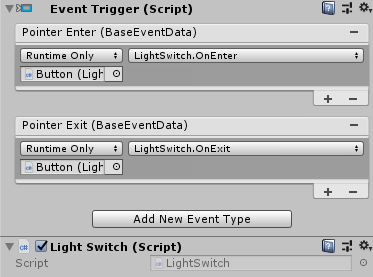 Event Trigger (Script)
Pointer Enter (BaseEventData)
Runtime Only LightSwitch.OnEnter
Button (Ligh
Pointer Exit (BaseEventData)
Runtime Only LightSwitch.OnExit
Button (Ligh
Add New Event Type
Light Switch (Script)
Script LightSwitch